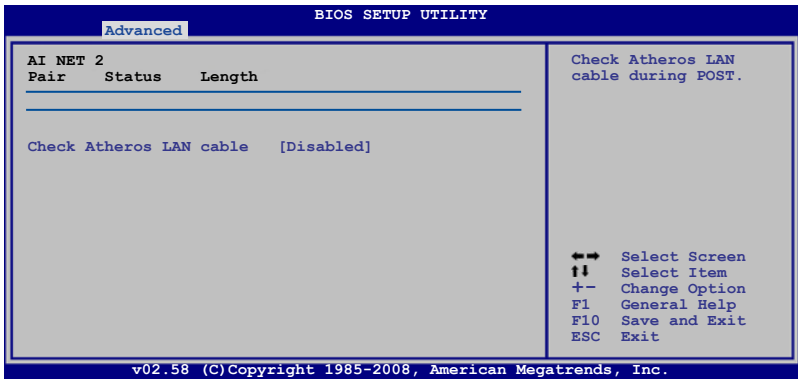 BIOS SETUP UTILITY
Advanced
AI NET 2
Pair Status Length
Check Atheros LAN cable [Disabled]
Check Atheros LAN
cable during POST.
←→ Select Screen
↑↓ Select Item
+- Change Option
F1 General Help
F10 Save and Exit
ESC Exit
v02.58 (C)Copyright 1985-2008, American Megatrends, Inc.